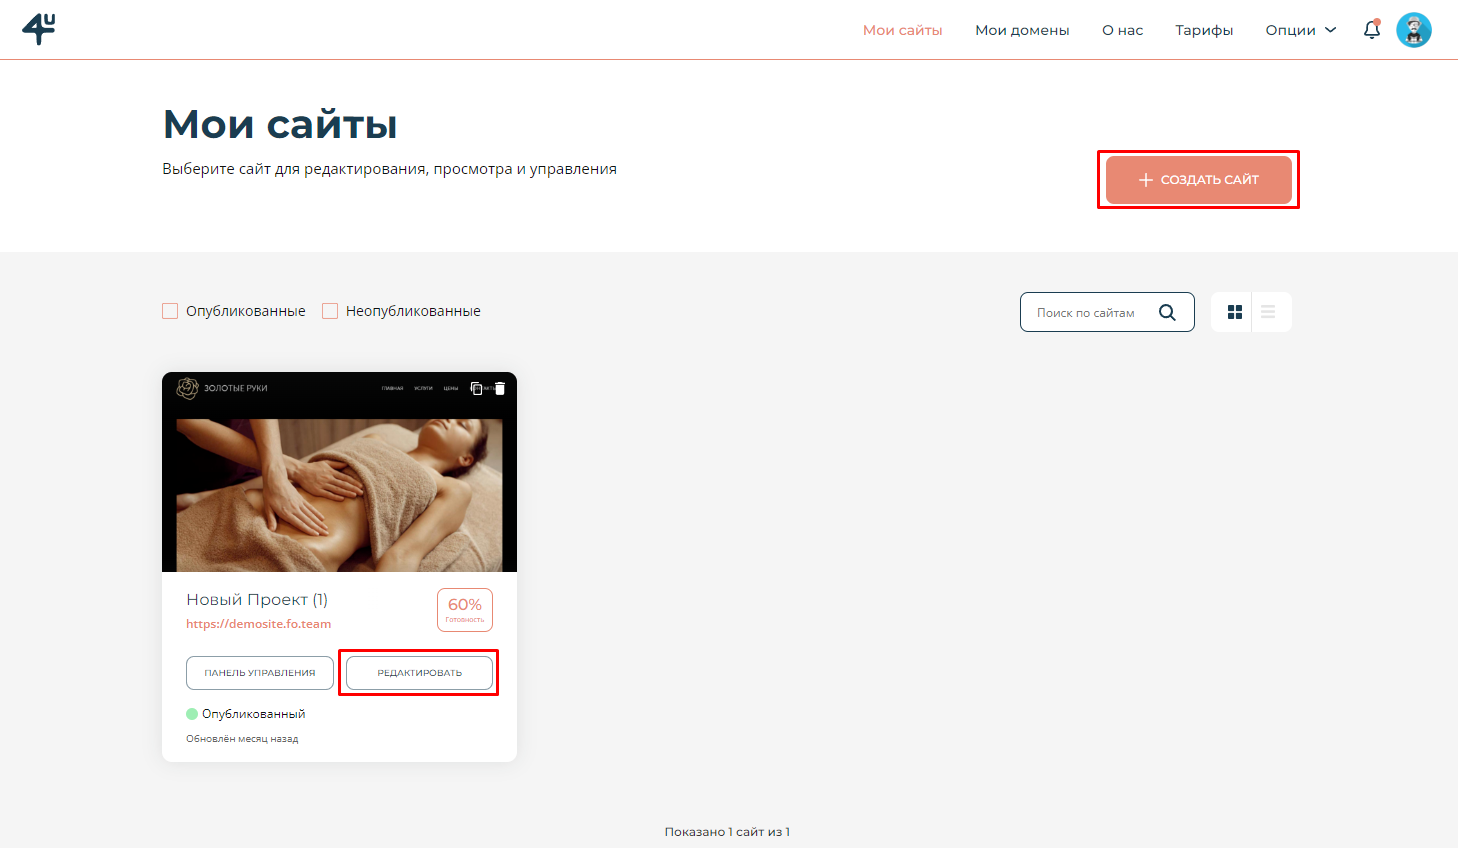 4u
Мои сайты Мои домены О нас Тарифы Опции
Мои сайты
Выберите сайт для редактирования, просмотра и управления
СОЗДАТЬ САЙТ
Опубликованные Неопубликованные
Поиск по сайтам
ЗОЛОТЫЕ РУКИ ГЛАВНАЯ УСЛУГИ ЦЕНЫ
Новый Проект (1)
60%
Готовность
https://demosite.fo.team
ПАНЕЛЬ УПРАВЛЕНИЯ РЕДАКТИРОВАТЬ
Опубликованный
Обновлён месяц назад
Показано 1 сайт из 1